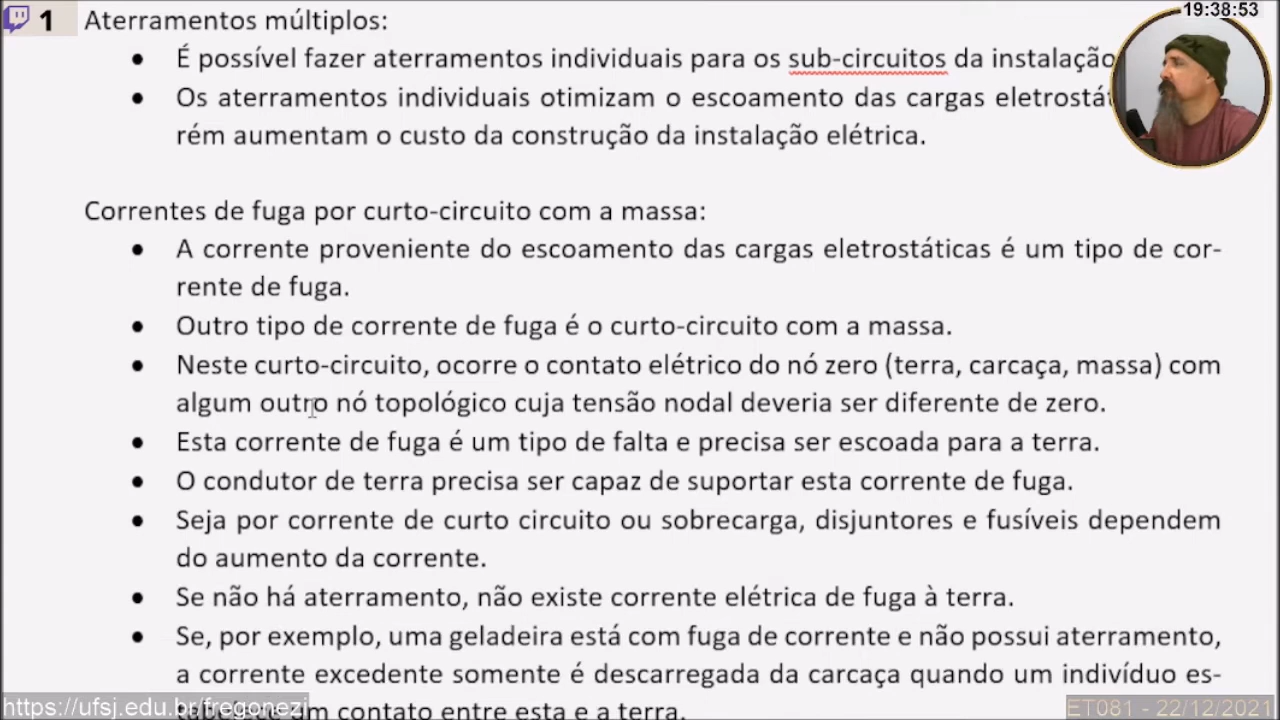 1
19:38:53
Aterramentos múltiplos:
• É possível fazer aterramentos individuais para os sub-circuitos da instalação
• Os aterramentos individuais otimizam o escoamento das cargas
rém aumentam o custo da construção da instalação elétrica.
Correntes de fuga por curto-circuito com a massa:
• A corrente proveniente do escoamento das cargas eletrostáticas é um tipo de cor-
rente de fuga.
• Outro tipo de corrente de fuga é o curto-circuito com a massa.
• Neste curto-circuito, ocorre o contato elétrico do nó zero (terra, carcaça, massa) com
algum outro nó topológico cuja tensão nodal deveria ser diferente de zero.
• Esta corrente de fuga é um tipo de falta e precisa ser escoada para a terra.
• O condutor de terra precisa ser capaz de suportar esta corrente de fuga.
• Seja por corrente de curto circuito ou sobrecarga, disjuntores e fusíveis dependem
do aumento da corrente.
• Se não há aterramento, não existe corrente elétrica de fuga à terra.
• Se, por exemplo, uma geladeira está com fuga de corrente e não possui aterramento,
a corrente excedente somente é descarregada da carcaça quando um indivíduo es-
um contato entre esta e a terra.
https://ufsj.edu.br/fregonezi
ET081 - 22/12/2021